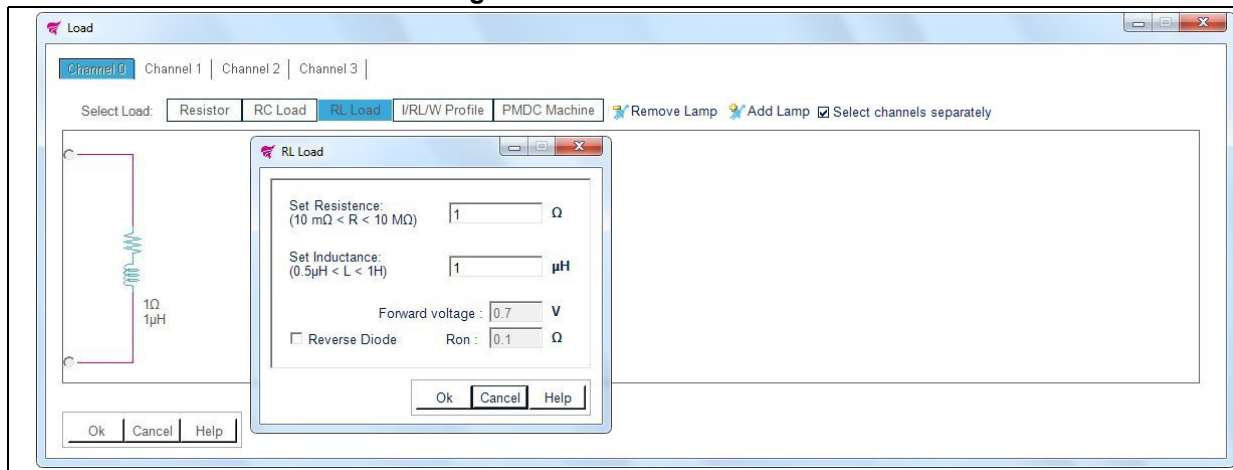 Load
Channel 0 Channel 1 Channel 2 Channel 3
Select Load: Resistor RC Load RL Load I/RL/W Profile PMDC Machine Remove Lamp Add Lamp Select channels separately
RL Load
Set Resistence:
(10 mΩ < R < 10 MΩ) 1 Ω
Set Inductance:
(0.5μH < L < 1H) 1 μH
1Ω
1μH
Forward voltage : 0.7 V
Reverse Diode Ron : 0.1 Ω
Ok Cancel Help
Ok Cancel Help